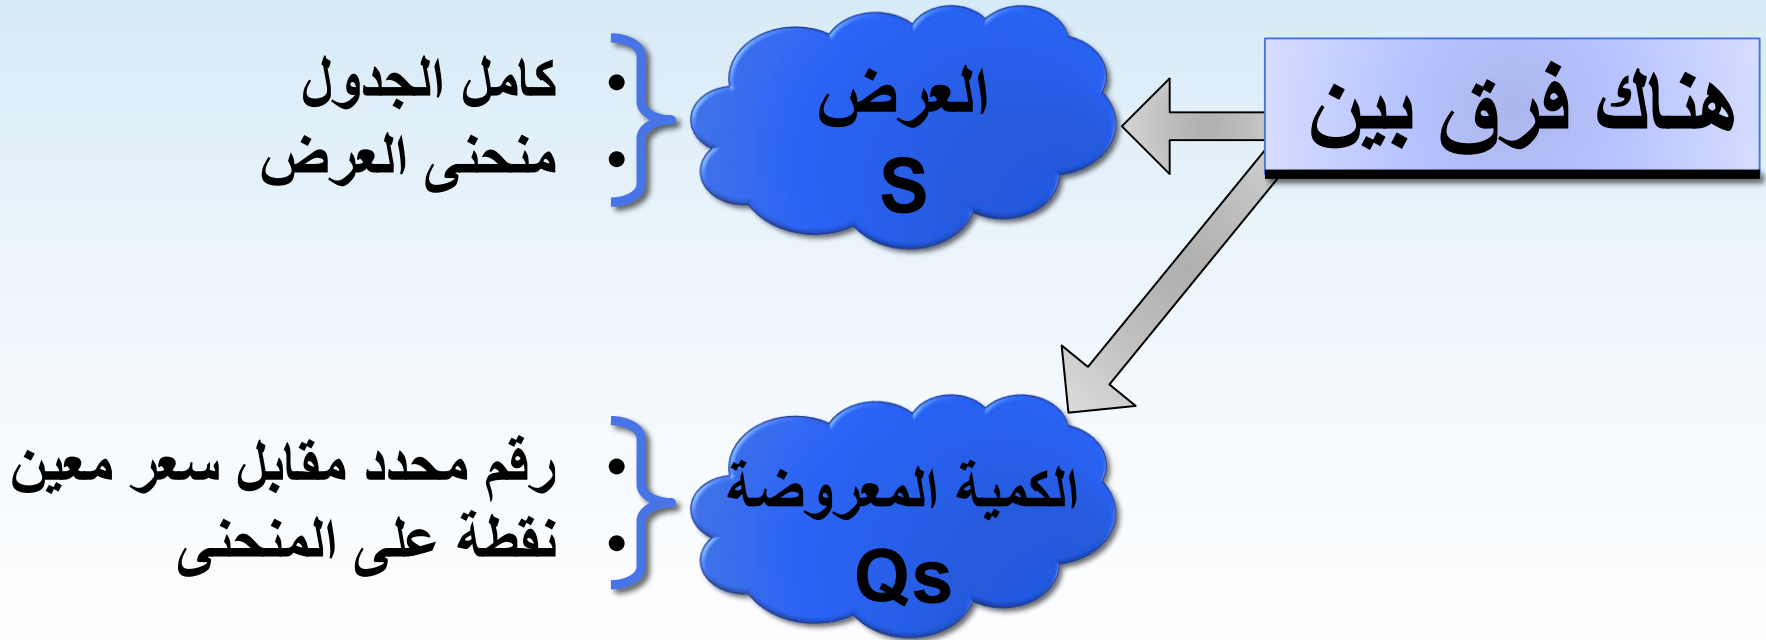 هناك فرق بين
العرض
S
• كامل الجدول
• منحنى العرض
الكمية المعروضة
Qs
• رقم محدد مقابل سعر معين
• نقطة على المنحنى